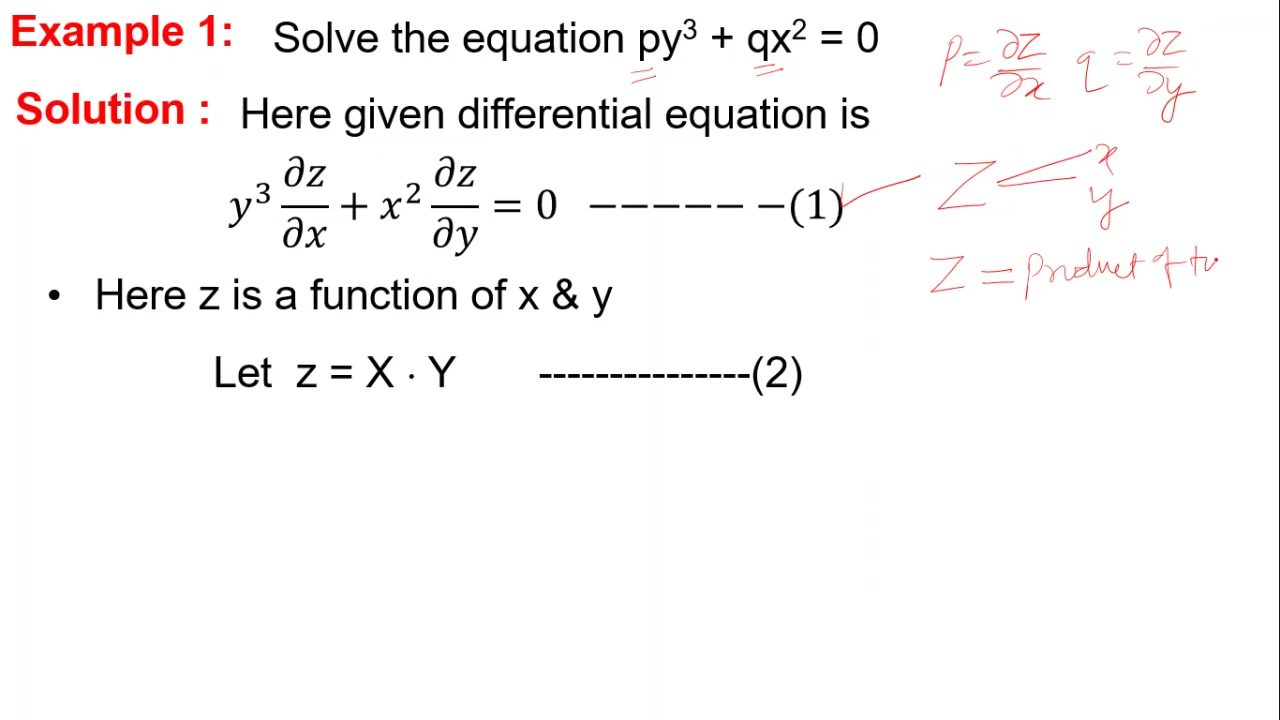 Example 1: Solve the equation py³ + qx² = 0
p = ∂z/∂x q = ∂z/∂y
Solution : Here given differential equation is
y³ ∂z/∂x + x² ∂z/∂y = 0 −−−−−− −(1)
Z x
y
• Here z is a function of x & y
Z = Product of
Let z = X · Y ---------------(2)